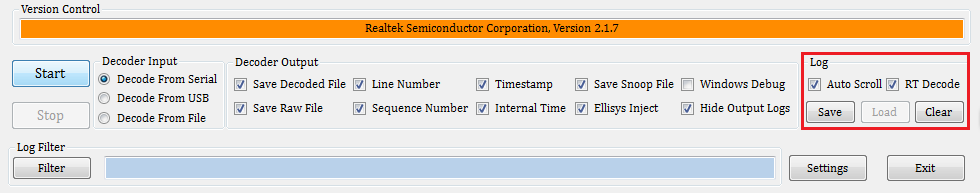 Version Control
Realtek Semiconductor Corporation, Version 2.1.7
Start
Stop
Decoder Input
Decode From Serial
Decode From USB
Decode From File
Decoder Output
Save Decoded File Line Number Timestamp Save Snoop File Windows Debug
Save Raw File Sequence Number Internal Time Ellisys Inject Hide Output Logs
Log
Auto Scroll RT Decode
Save Load Clear
Log Filter
Filter
Settings Exit